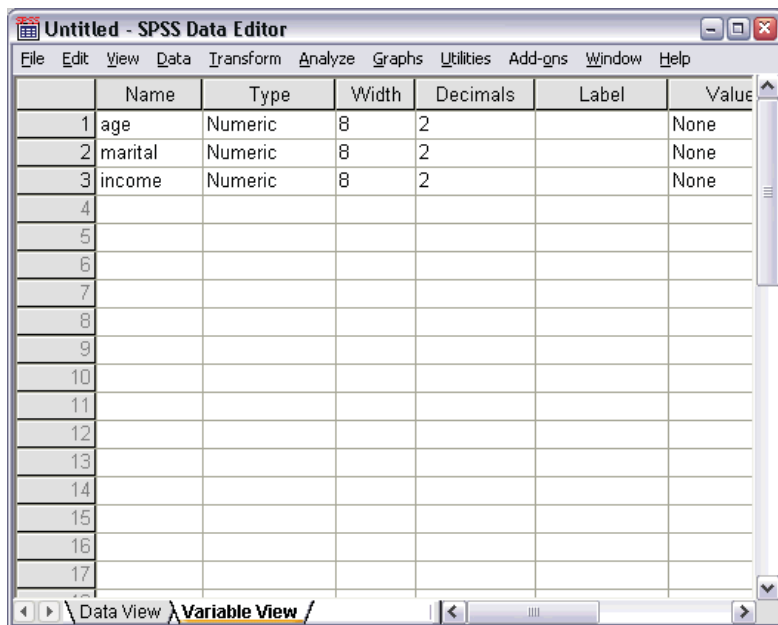 SPSS Untitled - SPSS Data Editor
File Edit View Data Transform Analyze Graphs Utilities Add-ons Window Help
Name Type Width Decimals Label Value
1 age Numeric 8 2 None
2 marital Numeric 8 2 None
3 income Numeric 8 2 None
4
5
6
7
8
9
10
11
12
13
14
15
16
17
Data View Variable View